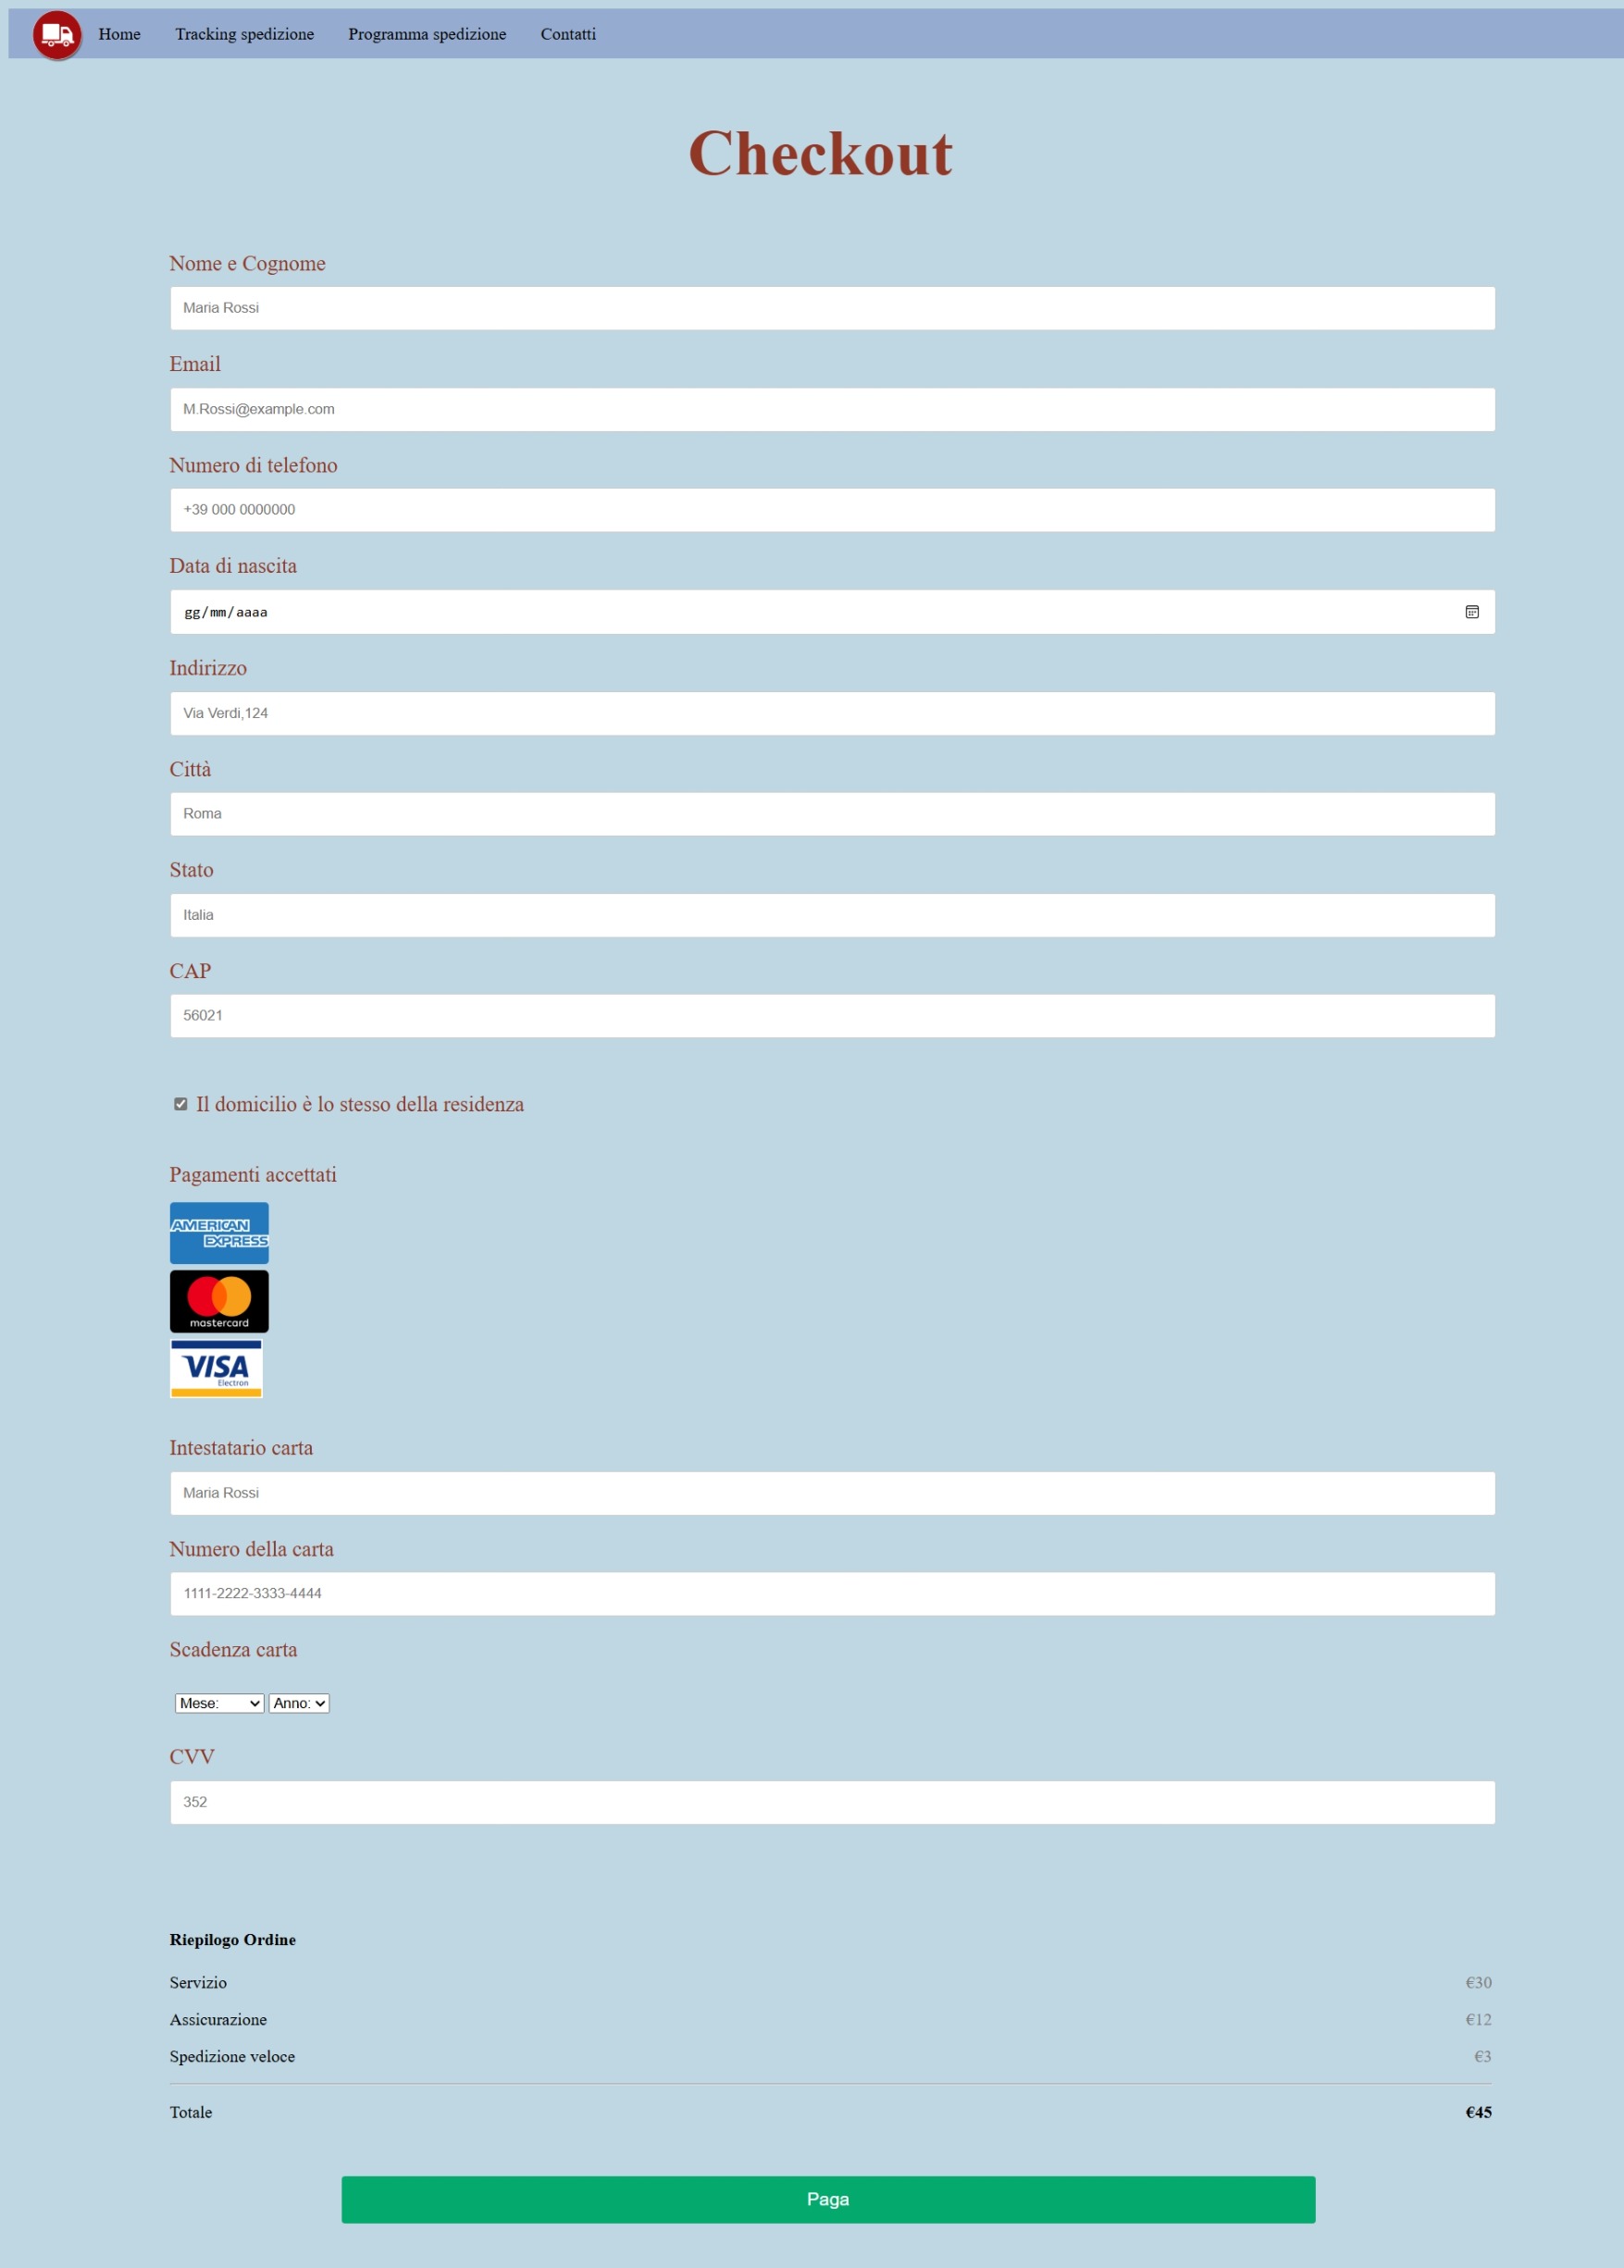 Home Tracking spedizione Programma spedizione Contatti
Checkout
Nome e Cognome
Maria Rossi
Email
M.Rossi@example.com
Numero di telefono
+39 000 0000000
Data di nascita
gg/mm/aaaa
Indirizzo
Via Verdi,124
Città
Roma
Stato
Italia
CAP
56021
Il domicilio è lo stesso della residenza
Pagamenti accettati
AMERICAN
EXPRESS
mastercard
VISA
Electron
Intestatario carta
Maria Rossi
Numero della carta
1111-2222-3333-4444
Scadenza carta
Mese: Anno:
CVV
352
Riepilogo Ordine
Servizio €30
Assicurazione €12
Spedizione veloce €3
Totale €45
Paga